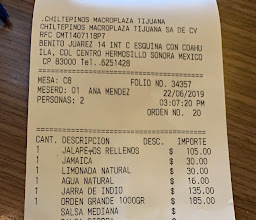 .CHILTEPINOS MACROPLAZA TIJUANA
CHILTEPINOS MACROPLAZA TIJUANA SA DE CV
RFC CMT140711BP7
BENITO JUAREZ 14 INT C ESQUINA CON COAHU
ILA, COL CENTRO HERMOSILLO SONORA MEXICO
CP 83000 Tel..6251428
MESA: CB FOLIO NO. 34357
MESERO: 01 ANA MENDEZ 22/06/2019
PERSONAS: 2 03:07:20 PM
ORDEN NO. 20
CANT. DESCRIPCION DESC. IMPORTE
1 JALAPEÑOS RELLENOS $ 105.00
1 JAMAICA $ 30.00
1 LIMONADA NATURAL $ 30.00
1 AGUA NATURAL $ 16.00
1 JARRA DE INDIO $ 135.00
1 ORDEN GRANDE 1000GR $ 185.00
SALSA MEDIANA $